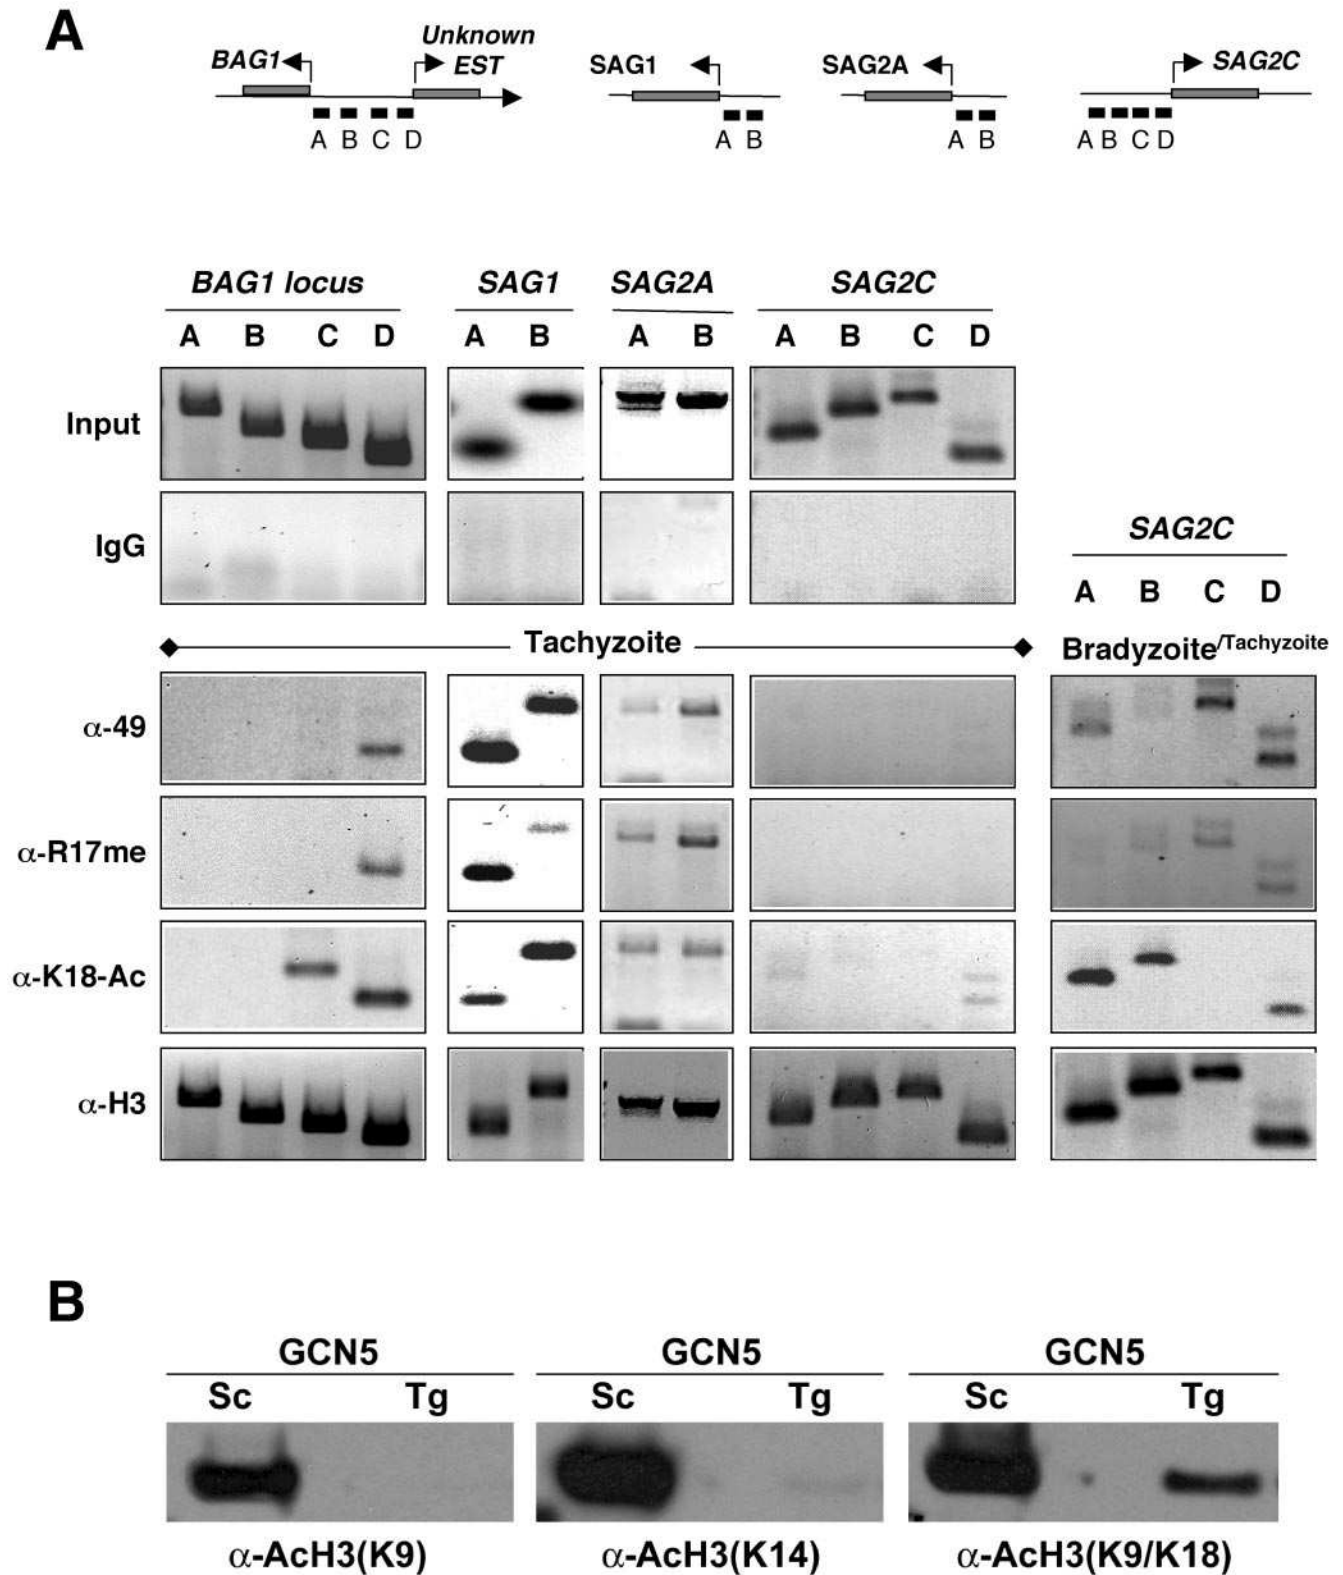 A
BAG1
Unknown
EST
SAG1
SAG2A
SAG2C
A B C D
A B
A B
A B C D
BAG1 locus
SAG1
SAG2A
SAG2C
A B C D
A B
A B
A B C D
Input
IgG
SAG2C
A B C D
Tachyzoite
Bradyzoite/Tachyzoite
α-49
α-R17me
α-K18-Ac
α-H3
B
GCN5
GCN5
GCN5
Sc Tg
Sc Tg
Sc Tg
α-AcH3(K9)
α-AcH3(K14)
α-AcH3(K9/K18)